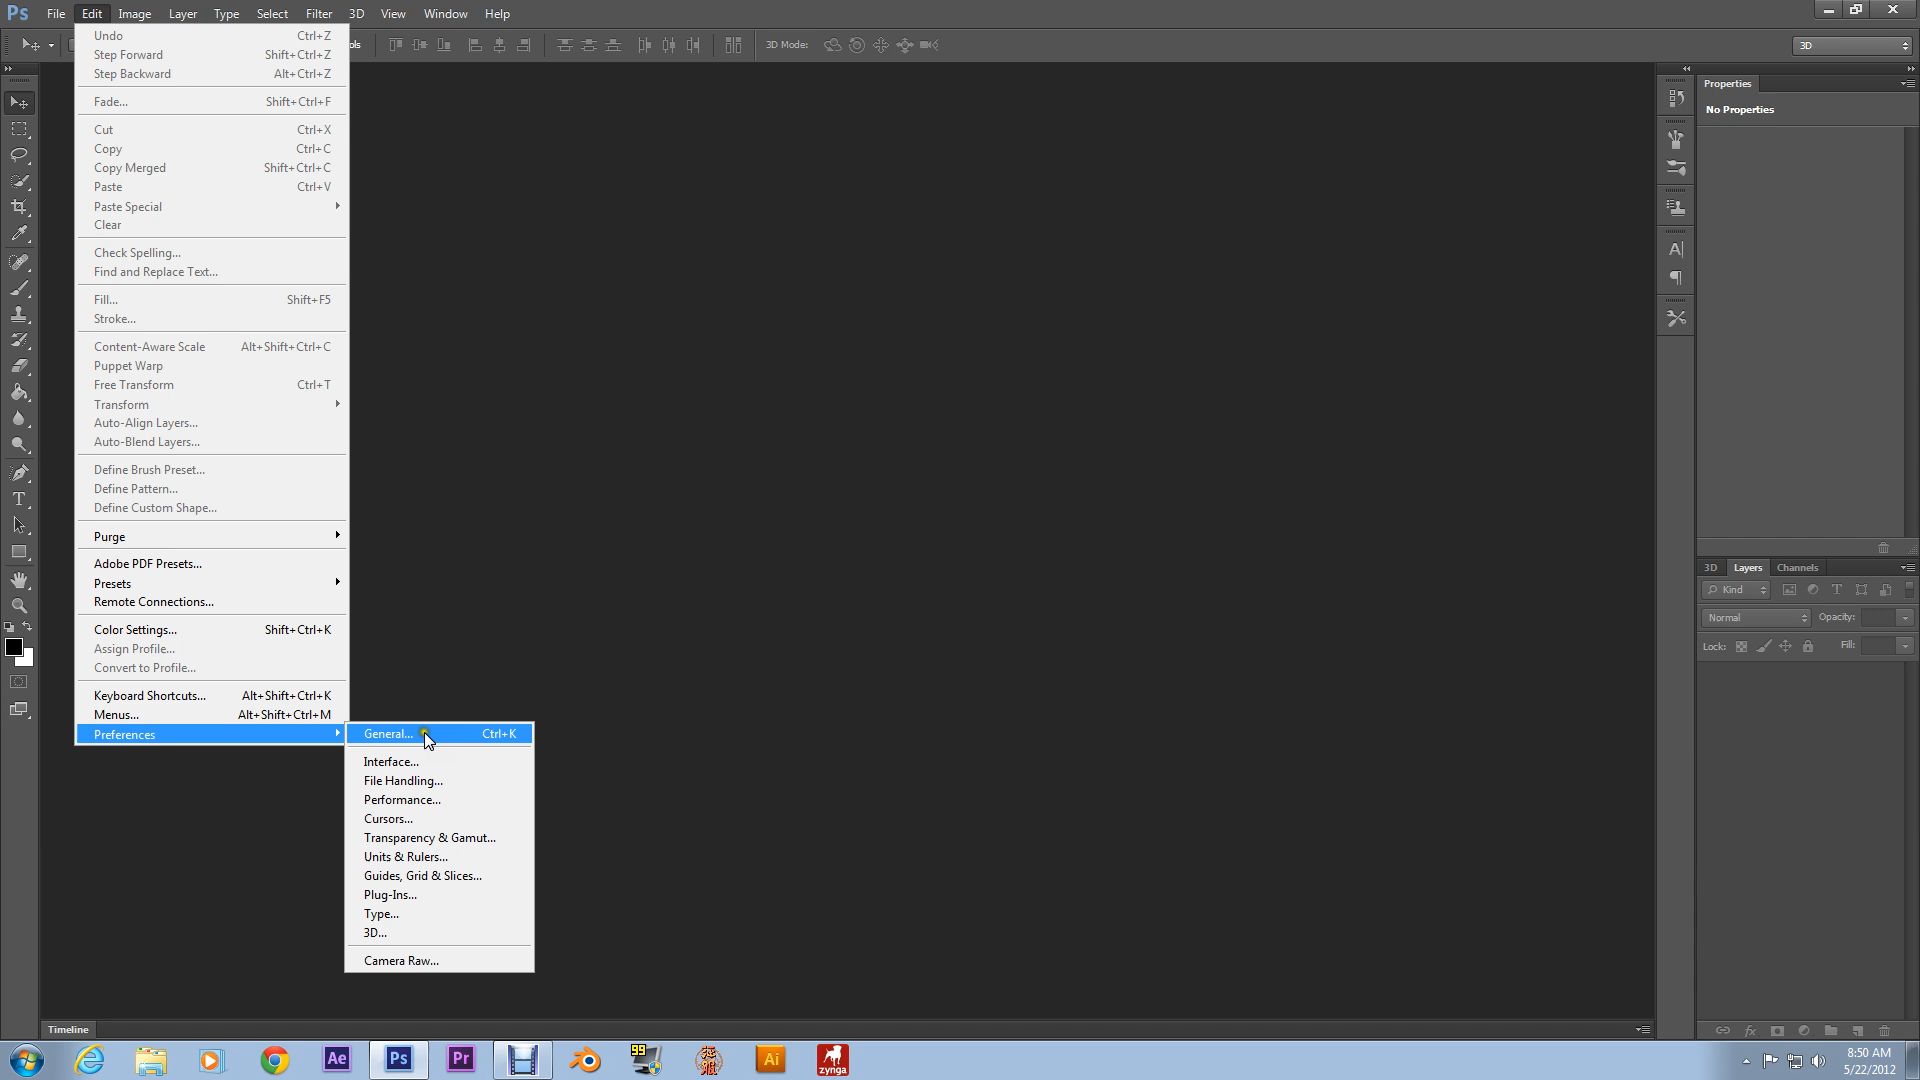 Ps File Edit Image Layer Type Select Filter 3D View Window Help
ols 3D Mode: 3D
Undo Ctrl+Z
Step Forward Shift+Ctrl+Z
Step Backward Alt+Ctrl+Z
Fade... Shift+Ctrl+F
Cut Ctrl+X
Copy Ctrl+C
Copy Merged Shift+Ctrl+C
Paste Ctrl+V
Paste Special
Clear
Check Spelling...
Find and Replace Text...
Fill... Shift+F5
Stroke...
Content-Aware Scale Alt+Shift+Ctrl+C
Puppet Warp
Free Transform Ctrl+T
Transform
Auto-Align Layers...
Auto-Blend Layers...
Define Brush Preset...
Define Pattern...
Define Custom Shape...
Purge
Adobe PDF Presets...
Presets
Remote Connections...
Color Settings... Shift+Ctrl+K
Assign Profile...
Convert to Profile...
Keyboard Shortcuts... Alt+Shift+Ctrl+K
Menus... Alt+Shift+Ctrl+M
Preferences
General... Ctrl+K
Interface...
File Handling...
Performance...
Cursors...
Transparency & Gamut...
Units & Rulers...
Guides, Grid & Slices...
Plug-Ins...
Type...
3D...
Camera Raw...
Properties
No Properties
3D Layers Channels
Kind
Normal Opacity:
Lock: Fill:
fx
Timeline
Ae Ps Pr 99 征服 Ai zynga
8:50 AM
5/22/2012